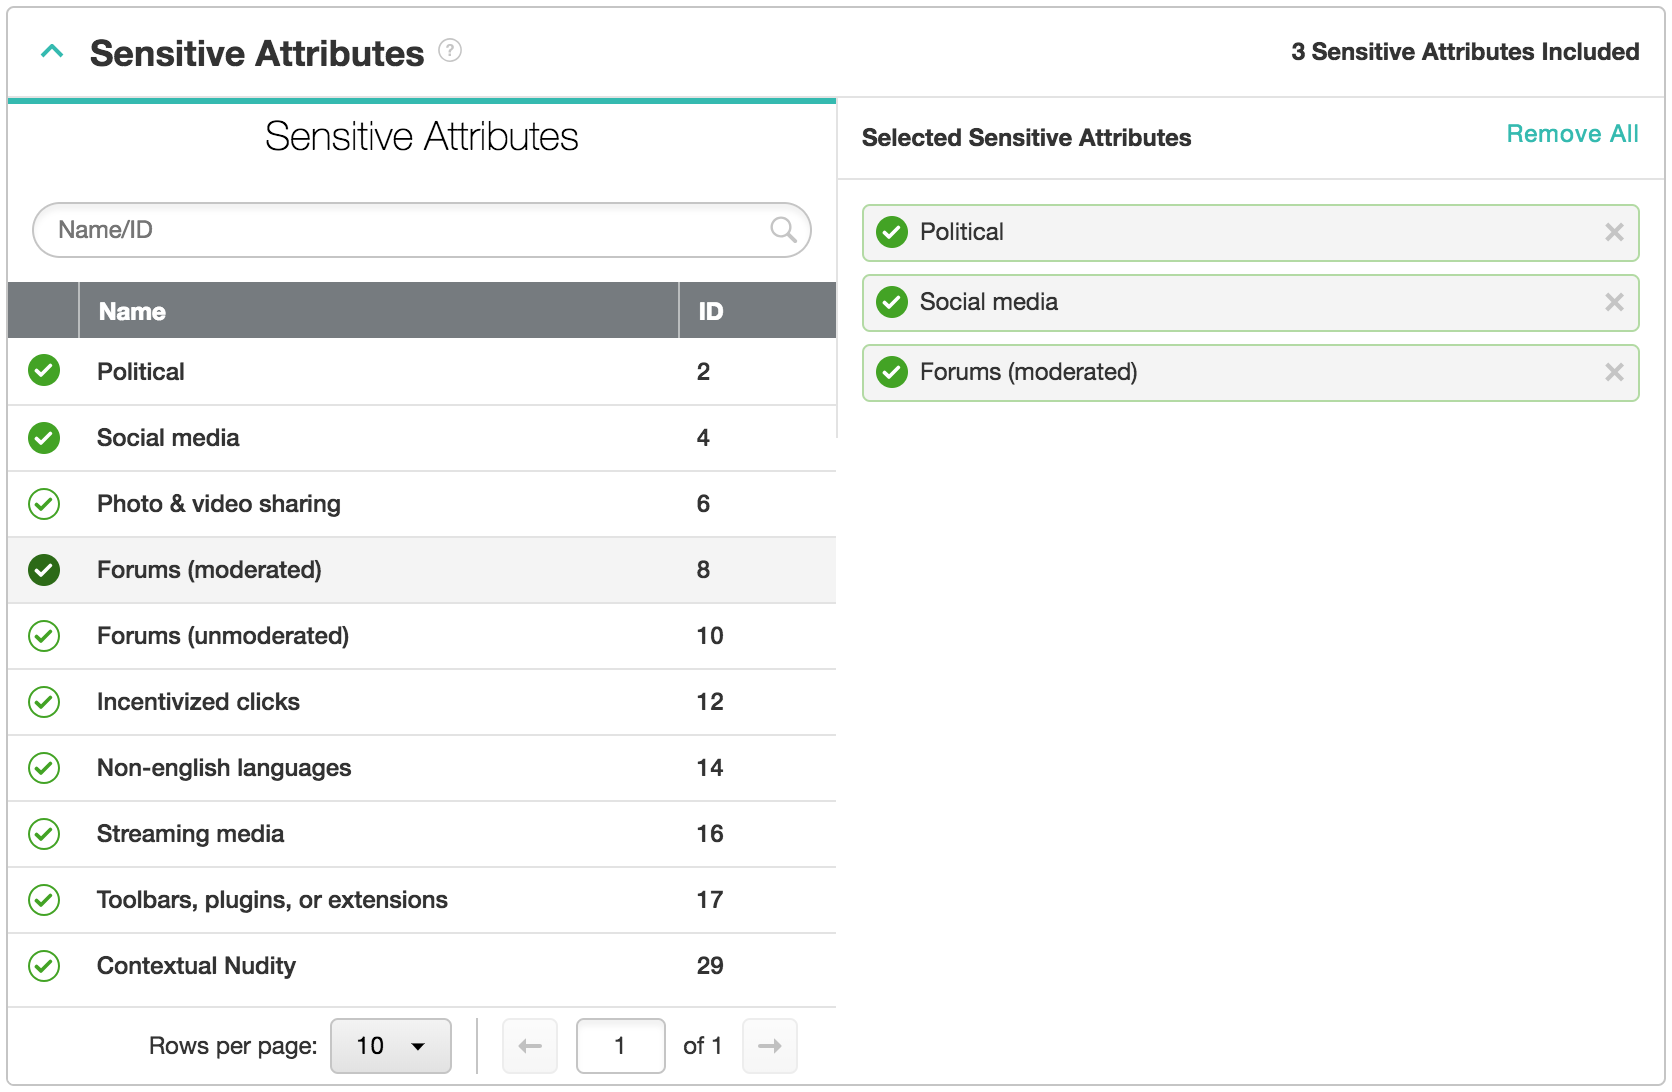 Sensitive Attributes ?
3 Sensitive Attributes Included
Sensitive Attributes
Name/ID
Name ID
Political 2
Social media 4
Photo & video sharing 6
Forums (moderated) 8
Forums (unmoderated) 10
Incentivized clicks 12
Non-english languages 14
Streaming media 16
Toolbars, plugins, or extensions 17
Contextual Nudity 29
Rows per page: 10 1 of 1
Selected Sensitive Attributes Remove All
Political
Social media
Forums (moderated)